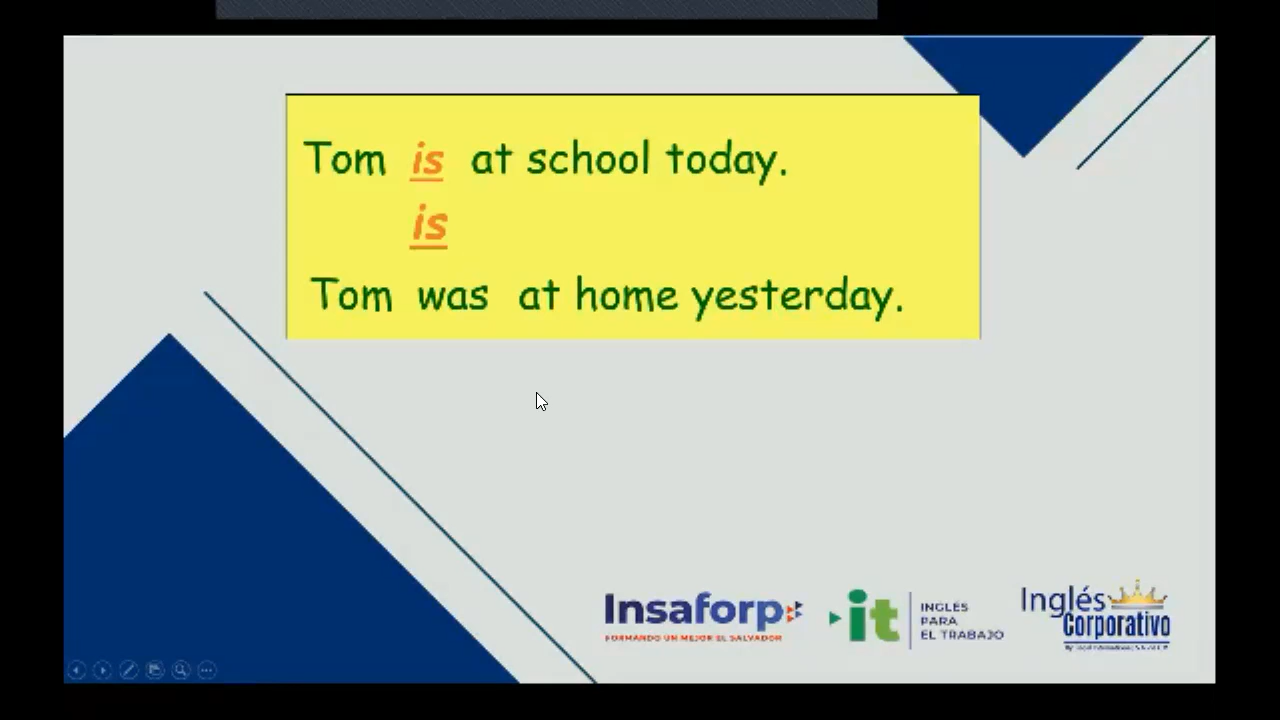 Tom is at school today.
is
Tom was at home yesterday.
Insaforp
FORMANDO UN MEJOR EL SALVADOR
it
INGLÉS
PARA
EL TRABAJO
Inglés
Corporativo